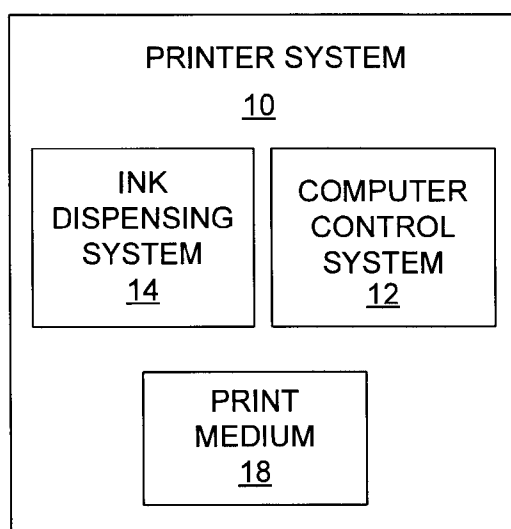 PRINTER SYSTEM
10
INK
DISPENSING
SYSTEM
14
COMPUTER
CONTROL
SYSTEM
12
PRINT
MEDIUM
18